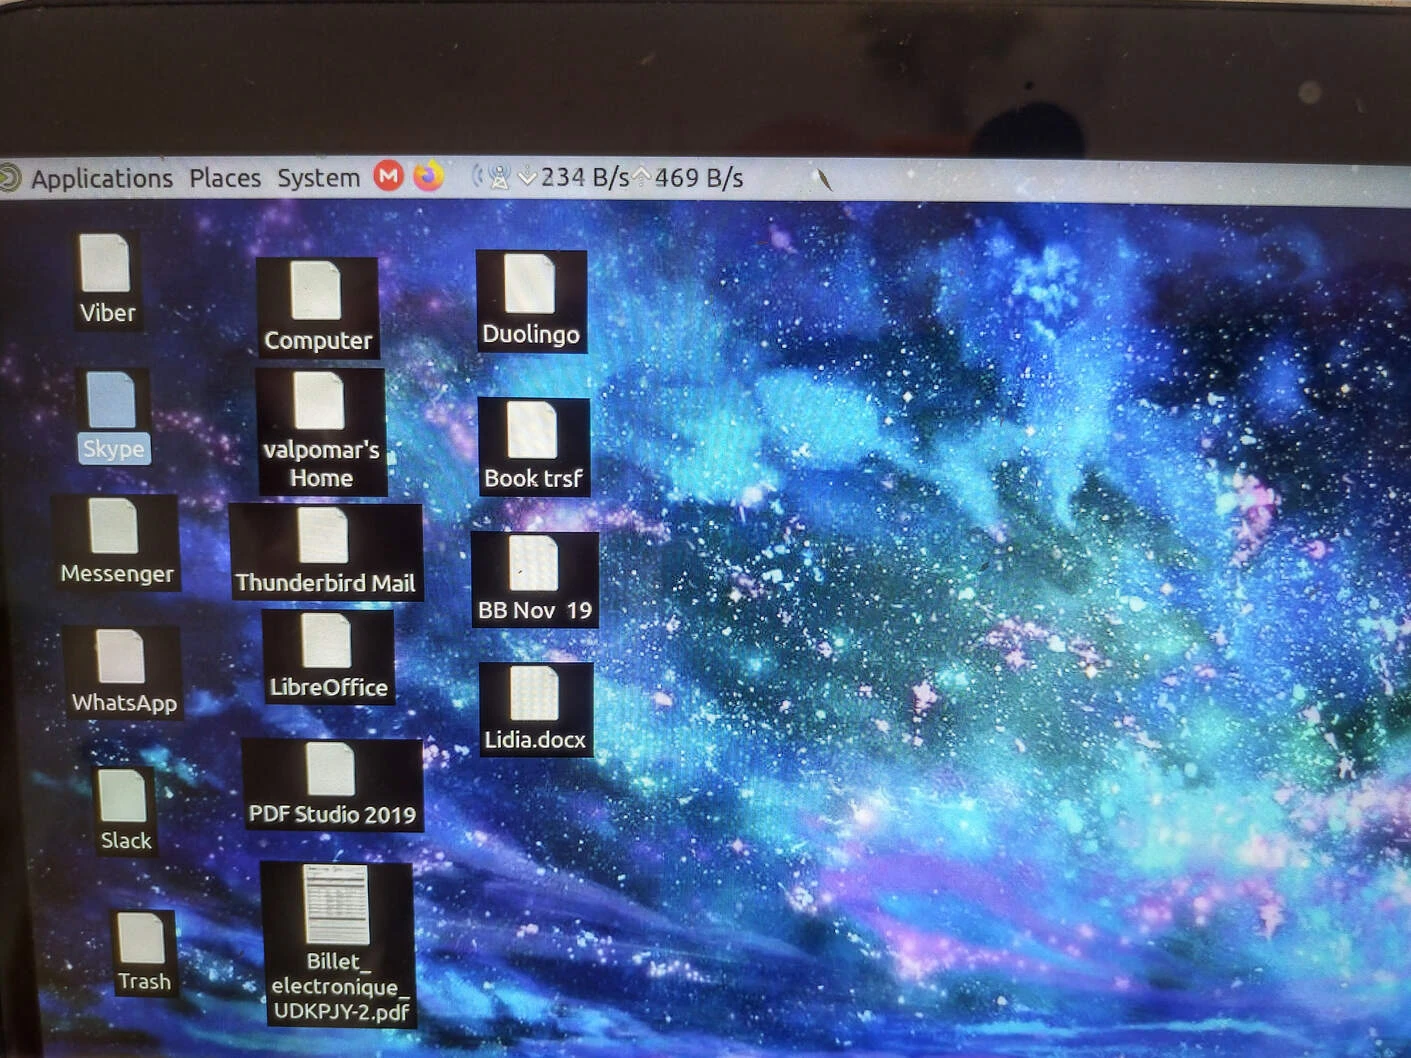 Applications Places System M 234 B/s 469 B/s
Viber
Skype
Messenger
WhatsApp
Slack
Trash
Computer
valpomar's
Home
Thunderbird Mail
LibreOffice
PDF Studio 2019
Billet_
electronique_
UDKPJY-2.pdf
Duolingo
Book trsf
BB Nov  19
Lidia.docx